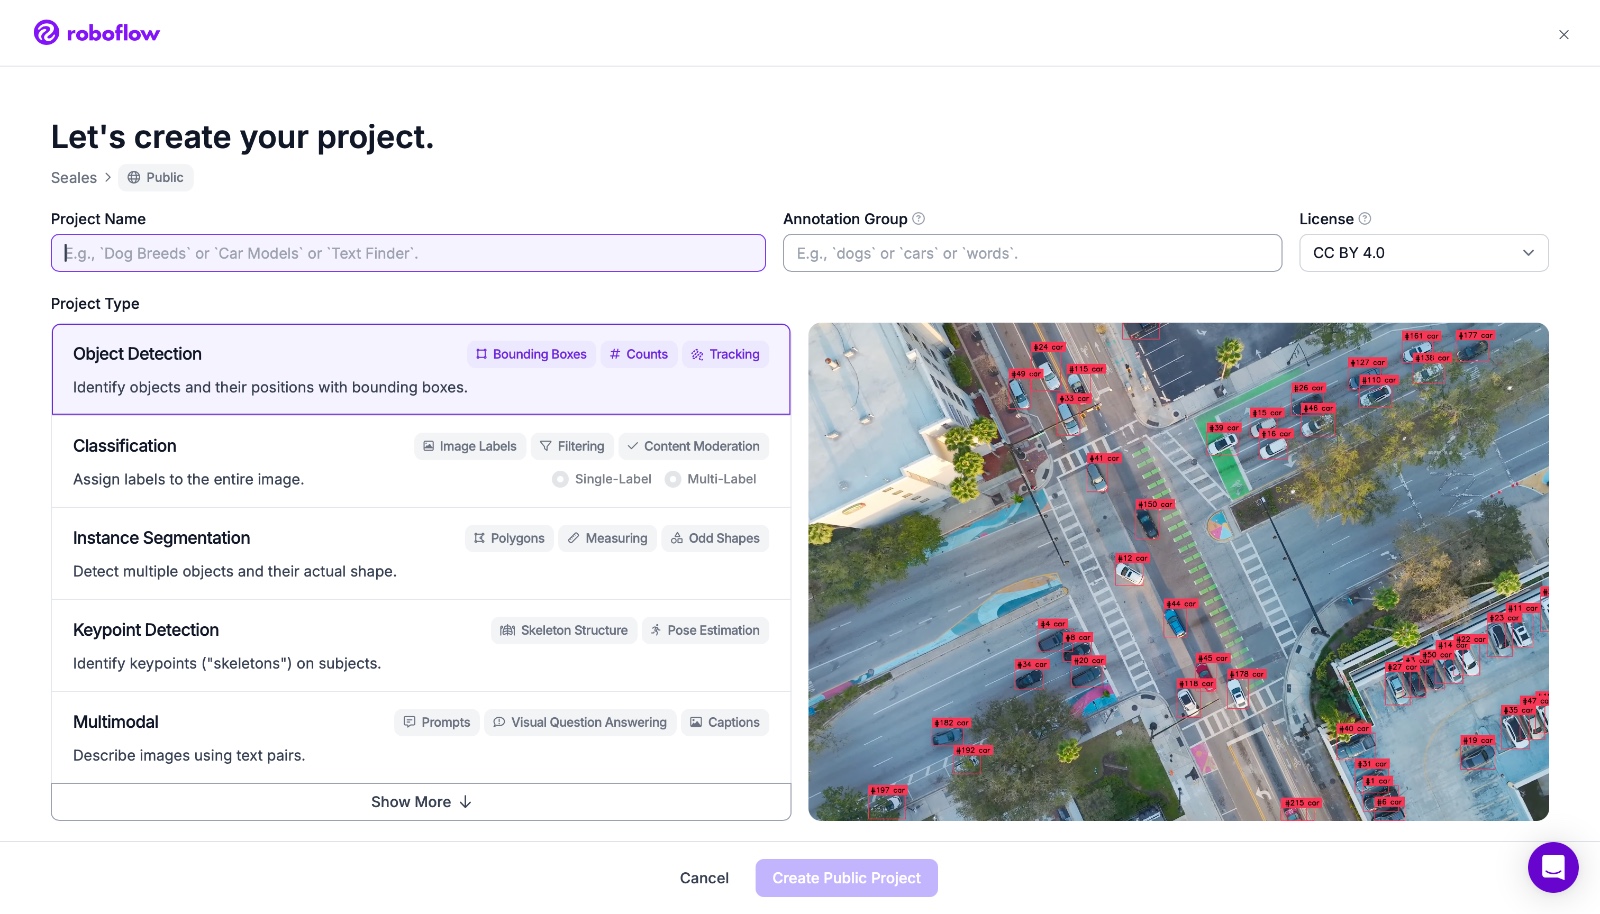 roboflow
Let's create your project.
Seales > Public
Project Name
E.g., `Dog Breeds` or `Car Models` or `Text Finder`.
Annotation Group
E.g., `dogs` or `cars` or `words`.
License
CC BY 4.0
Project Type
Object Detection
Bounding Boxes
# Counts
Tracking
Identify objects and their positions with bounding boxes.
Classification
Image Labels
Filtering
Content Moderation
Assign labels to the entire image.
Single-Label
Multi-Label
Instance Segmentation
Polygons
Measuring
Odd Shapes
Detect multiple objects and their actual shape.
Keypoint Detection
Skeleton Structure
Pose Estimation
Identify keypoints ("skeletons") on subjects.
Multimodal
Prompts
Visual Question Answering
Captions
Describe images using text pairs.
Show More ↓
#24 car
#49 car
#115 car
#33 car
#161 car
#177 car
#127 car
#138 car
#110 car
#26 car
#15 car
#46 car
#39 car
#16 car
#41 car
#150 car
#12 car
#44 car
#4 car
#8 car
#34 car
#20 car
#45 car
#118 car
#178 car
#11 car
#23 car
#22 car
#14 car
#50 car
#27 car
#182 car
#192 car
#197 car
#40 car
#35 car
#19 car
#31 car
#1 car
#6 car
#215 car
Cancel
Create Public Project